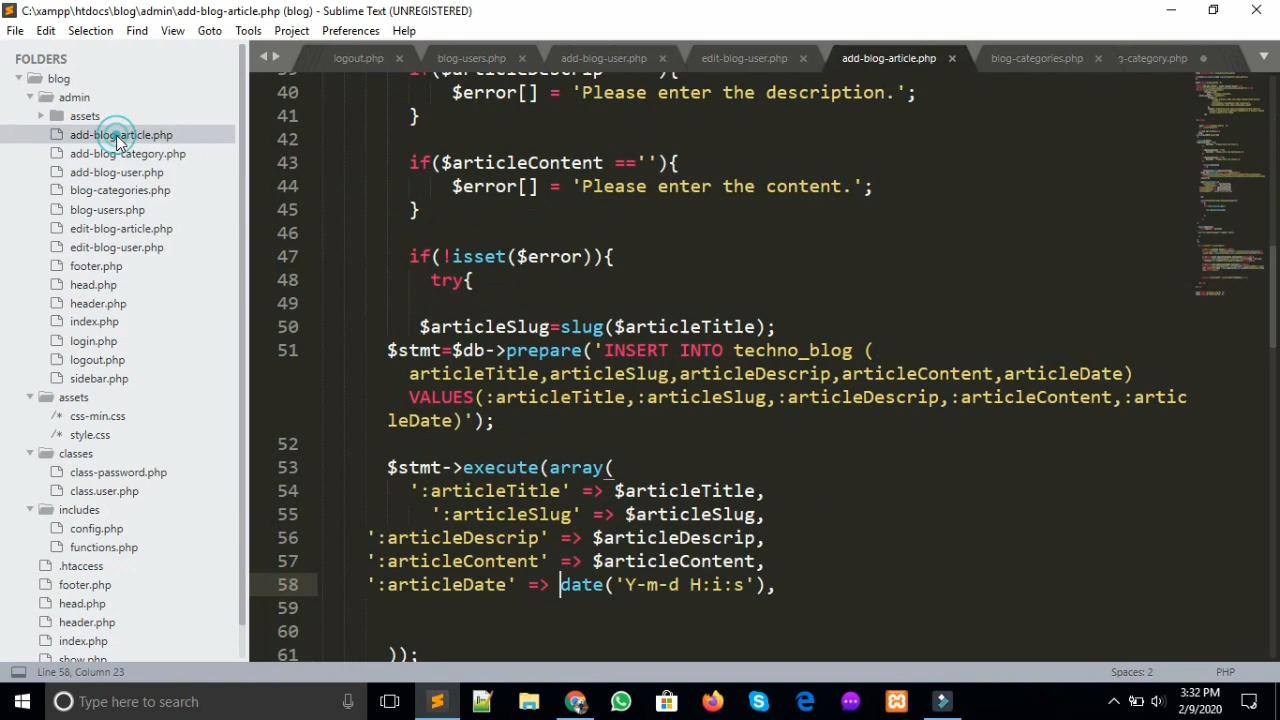 C:\xampp\htdocs\blog\admin\add-blog-article.php (blog) - Sublime Text (UNREGISTERED)
File Edit Selection Find View Goto Tools Project Preferences Help
FOLDERS
blog
admin
assets
add-blog-article.php
add-blog-category.php
add-blog-user.php
blog-categories.php
blog-users.php
edit-blog-article.php
edit-blog-user.php
footer.php
head.php
header.php
index.php
login.php
logout.php
sidebar.php
assets
/* css-min.css
/* style.css
classes
class-password.php
class.user.php
includes
config.php
functions.php
.htaccess
footer.php
head.php
header.php
index.php
show.php
logout.php × blog-users.php × add-blog-user.php × edit-blog-user.php × add-blog-article.php × blog-categories.php × g-category.php
39 if($articleDescrip ==''){
40 $error[] = 'Please enter the description.';
41 }
42
43 if($articleContent ==''){
44 $error[] = 'Please enter the content.';
45 }
46
47 if(!isset($error)){
48 try{
49
50 $articleSlug=slug($articleTitle);
51 $stmt=$db->prepare('INSERT INTO techno_blog (
articleTitle,articleSlug,articleDescrip,articleContent,articleDate)
VALUES(:articleTitle,:articleSlug,:articleDescrip,:articleContent,:artic
leDate)');
52
53 $stmt->execute(array(
54 ':articleTitle' => $articleTitle,
55 ':articleSlug' => $articleSlug,
56 ':articleDescrip' => $articleDescrip,
57 ':articleContent' => $articleContent,
58 ':articleDate' => date('Y-m-d H:i:s'),
59
60
61 ));
Line 58, Column 23
Spaces: 2
PHP
Type here to search
3:32 PM
2/9/2020